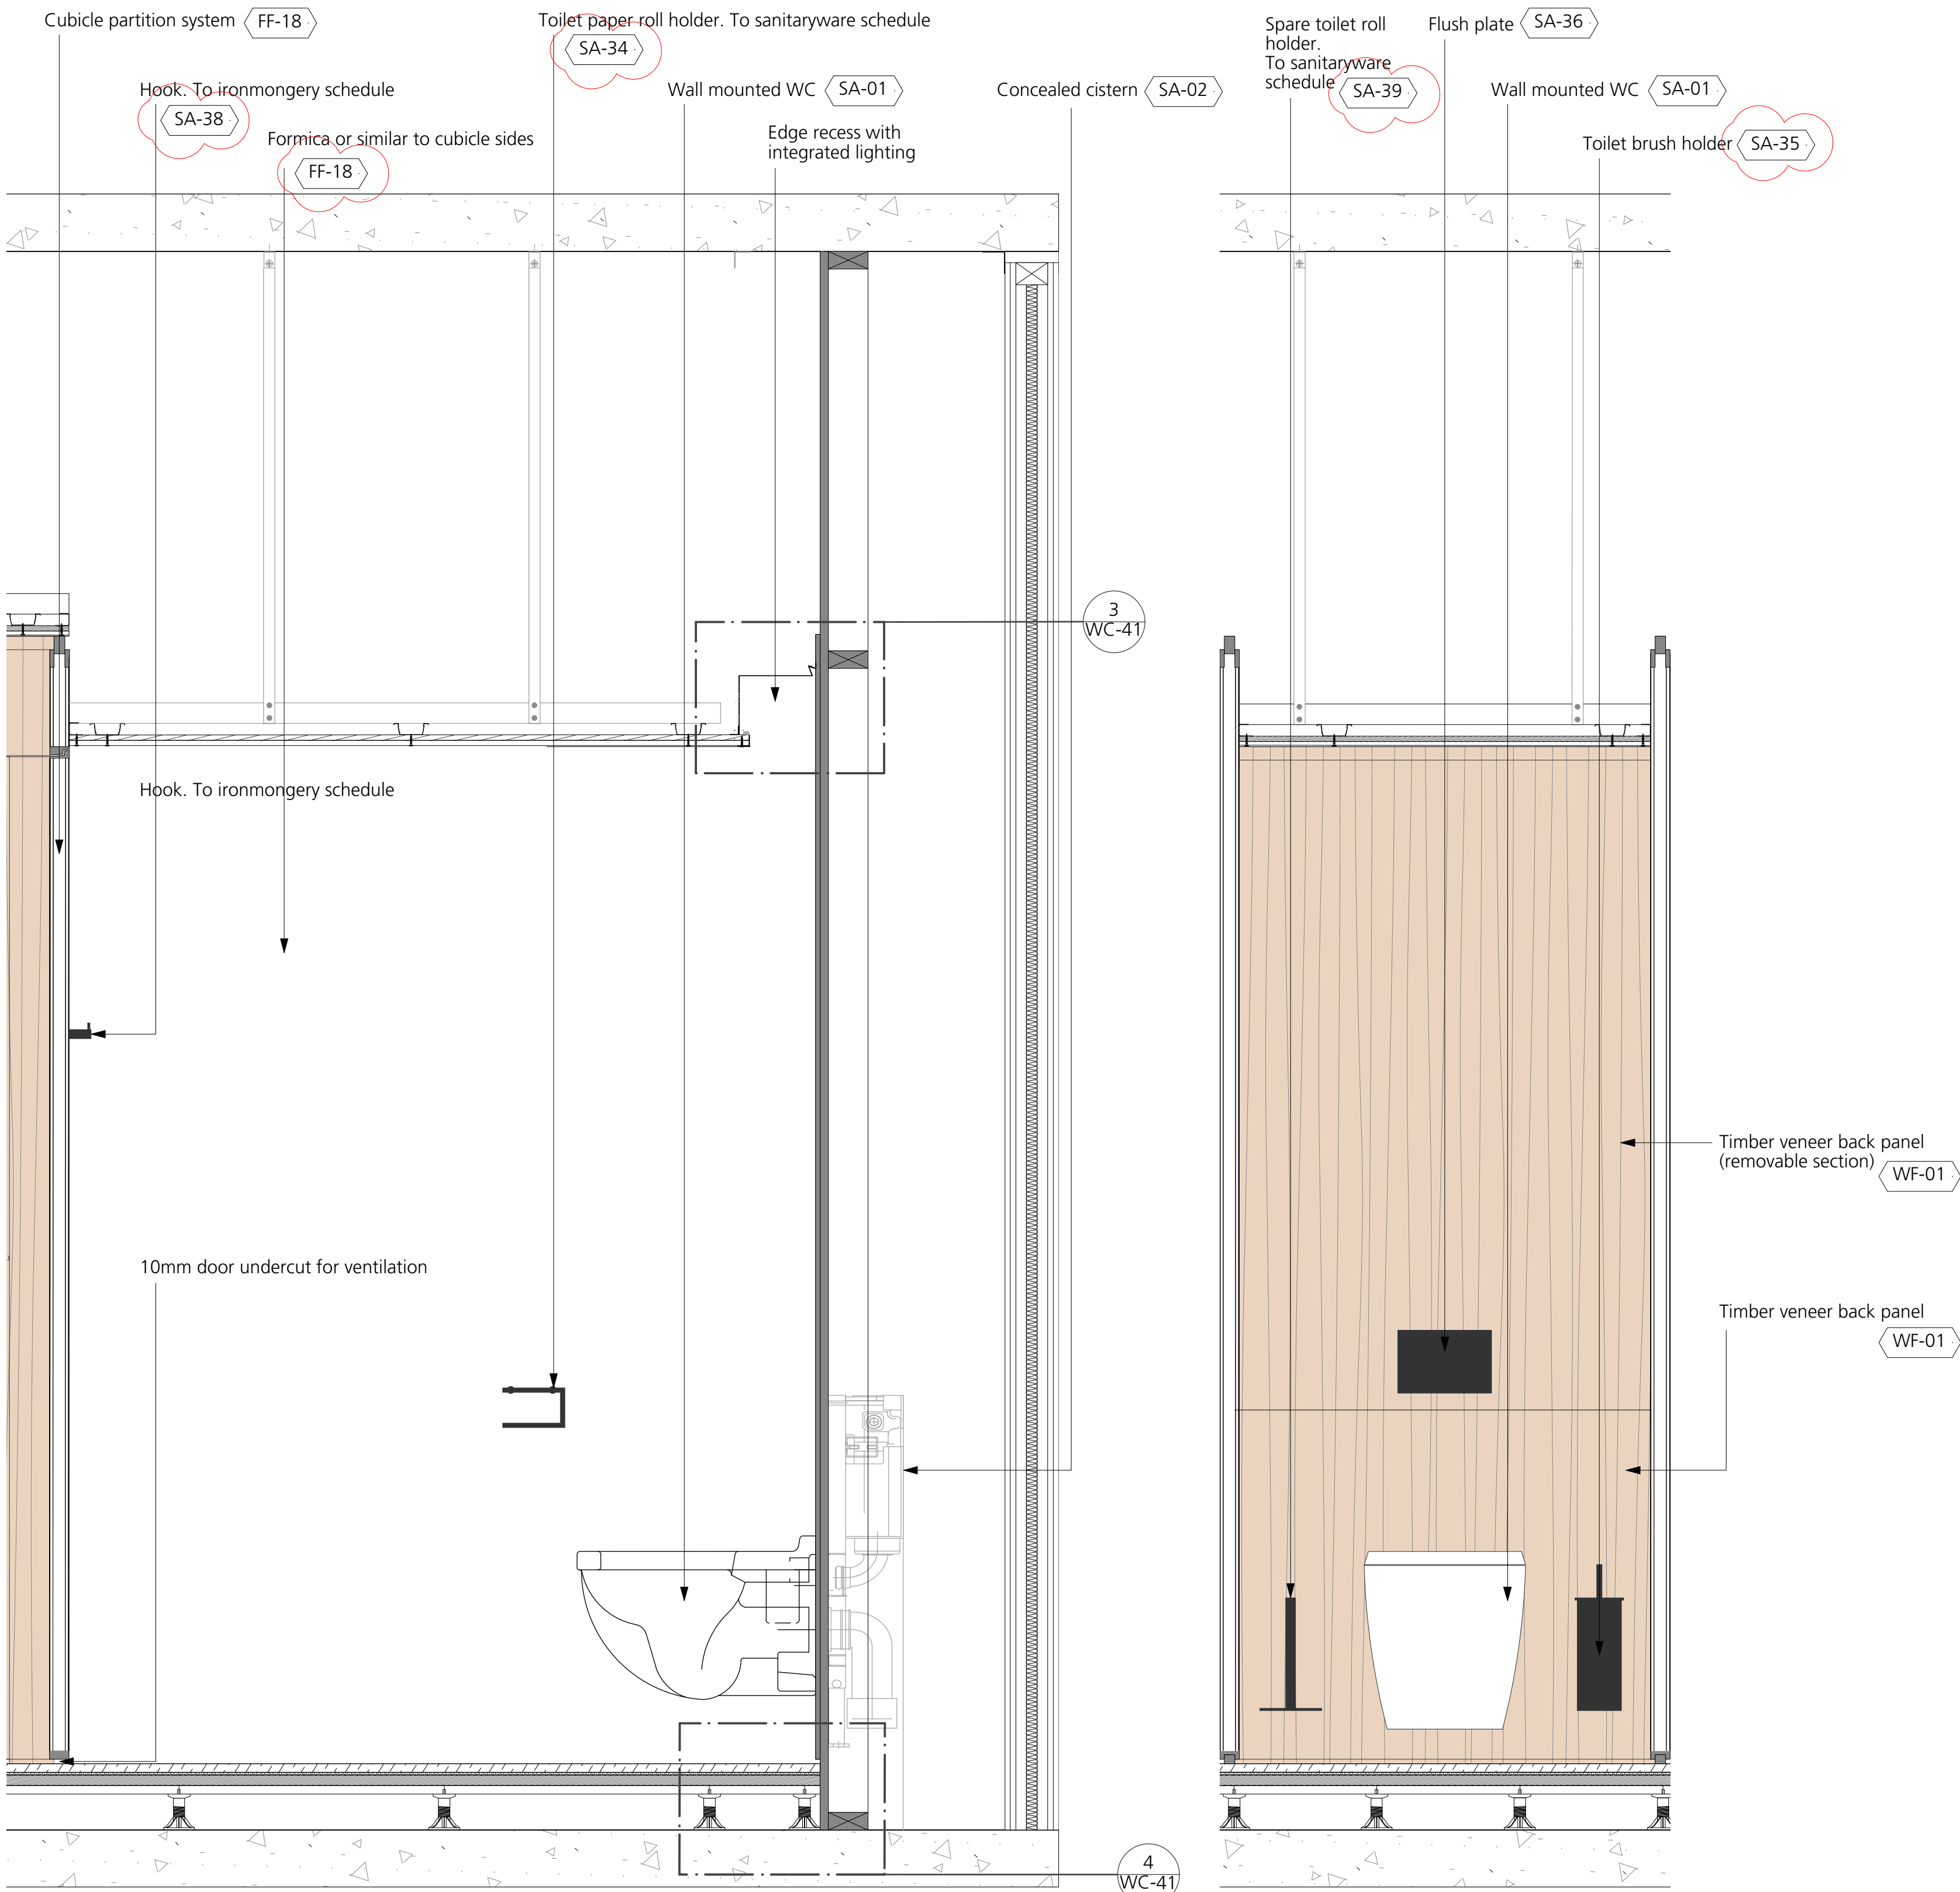 Cubicle partition system FF-18
Toilet paper roll holder. To sanitaryware schedule
SA-34
Spare toilet roll
holder.
To sanitaryware
schedule SA-39
Flush plate SA-36
Hook. To ironmongery schedule
SA-38
Wall mounted WC SA-01
Concealed cistern SA-02
Wall mounted WC SA-01
Formica or similar to cubicle sides
FF-18
Edge recess with
integrated lighting
Toilet brush holder SA-35
3
WC-41
Hook. To ironmongery schedule
Timber veneer back panel
(removable section)
WF-01
10mm door undercut for ventilation
Timber veneer back panel
WF-01
4
WC-41